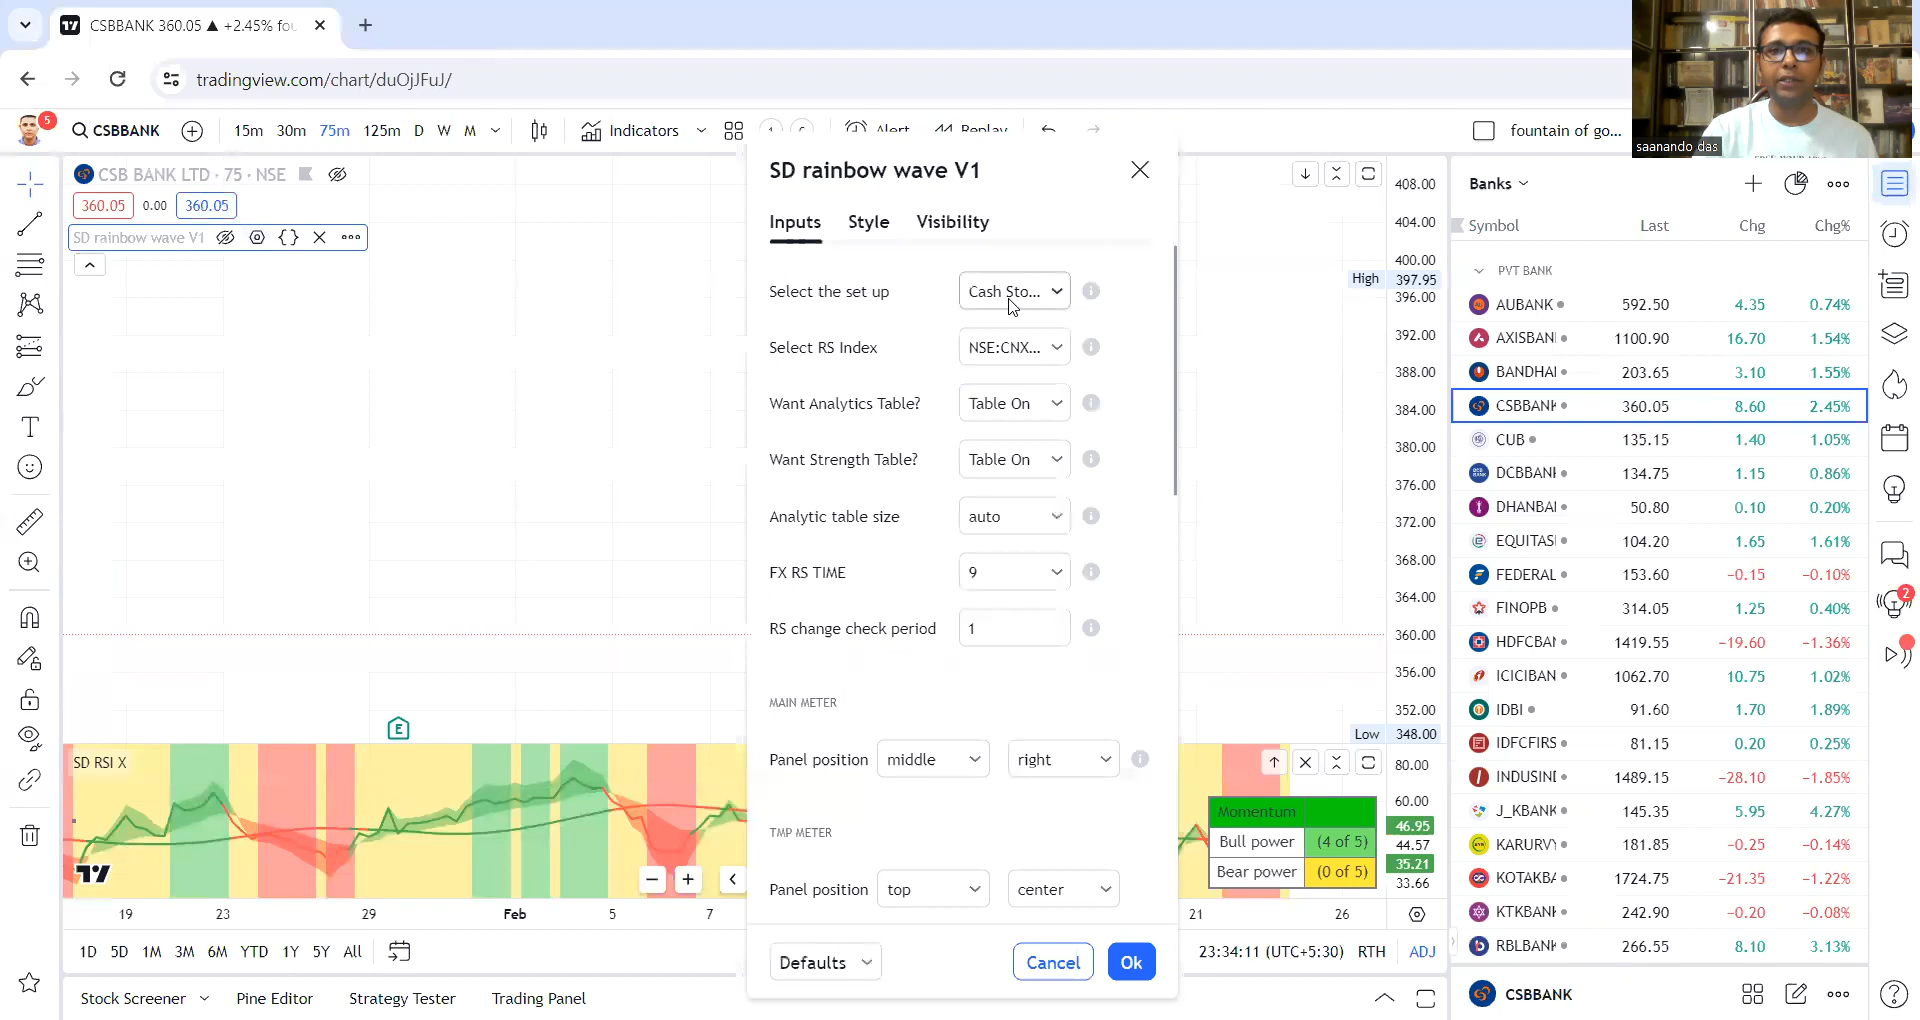 CSBBANK 360.05 ▲ +2.45% fou
tradingview.com/chart/duOjJFuJ/
5
CSBBANK
15m 30m 75m 125m D W M
Indicators
Alert
Replay
fountain of go...
saanando das
CSB BANK LTD · 75 · NSE
360.05 0.00 360.05
SD rainbow wave V1
SD rainbow wave V1
Inputs Style Visibility
Select the set up Cash Sto...
Select RS Index NSE:CNX...
Want Analytics Table? Table On
Want Strength Table? Table On
Analytic table size auto
FX RS TIME 9
RS change check period 1
MAIN METER
Panel position middle right
TMP METER
Panel position top center
Defaults Cancel Ok
408.00
404.00
400.00
High 397.95
396.00
392.00
388.00
384.00
380.00
376.00
372.00
368.00
364.00
360.00
356.00
352.00
Low 348.00
E
SD RSI X
80.00
60.00
46.95
44.57
35.21
33.66
Momentum
Bull power (4 of 5)
Bear power (0 of 5)
19 23 29 Feb 5 7 21 26
1D 5D 1M 3M 6M YTD 1Y 5Y All
23:34:11 (UTC+5:30) RTH ADJ
Stock Screener Pine Editor Strategy Tester Trading Panel
Banks
Symbol Last Chg Chg%
PVT BANK
AUBANK 592.50 4.35 0.74%
AXISBAN 1100.90 16.70 1.54%
BANDHAI 203.65 3.10 1.55%
CSBBANK 360.05 8.60 2.45%
CUB 135.15 1.40 1.05%
DCBBANK 134.75 1.15 0.86%
DHANBAI 50.80 0.10 0.20%
EQUITAS 104.20 1.65 1.61%
FEDERAL 153.60 −0.15 −0.10%
FINOPB 314.05 1.25 0.40%
HDFCBAN 1419.55 −19.60 −1.36%
ICICIBAN 1062.70 10.75 1.02%
IDBI 91.60 1.70 1.89%
IDFCFIRS 81.15 0.20 0.25%
INDUSIN 1489.15 −28.10 −1.85%
J_KBANK 145.35 5.95 4.27%
KARURVY 181.85 −0.25 −0.14%
KOTAKBA 1724.75 −21.35 −1.22%
KTKBANK 242.90 −0.20 −0.08%
RBLBANK 266.55 8.10 3.13%
CSBBANK
2